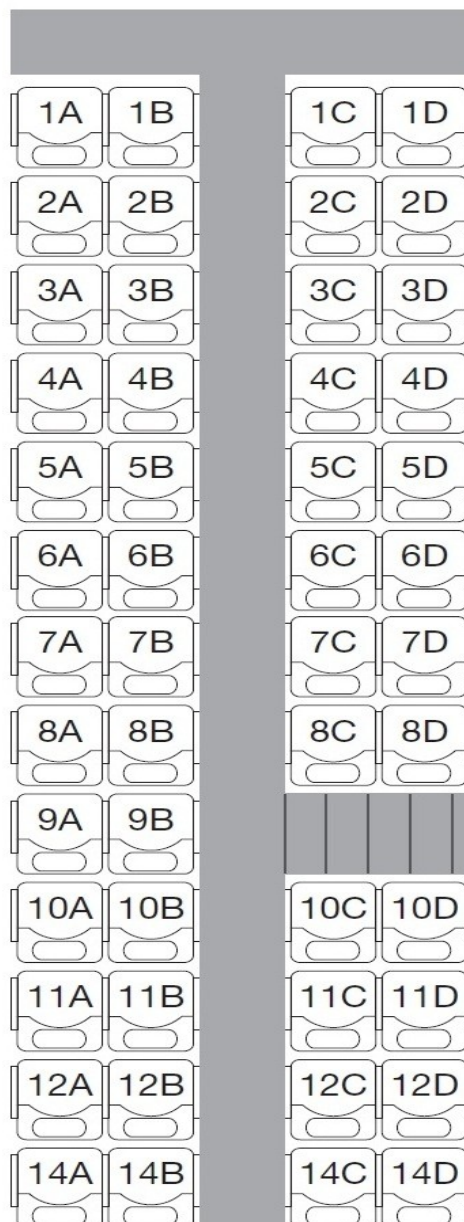 1A 1B 1C 1D
2A 2B 2C 2D
3A 3B 3C 3D
4A 4B 4C 4D
5A 5B 5C 5D
6A 6B 6C 6D
7A 7B 7C 7D
8A 8B 8C 8D
9A 9B
10A 10B 10C 10D
11A 11B 11C 11D
12A 12B 12C 12D
14A 14B 14C 14D